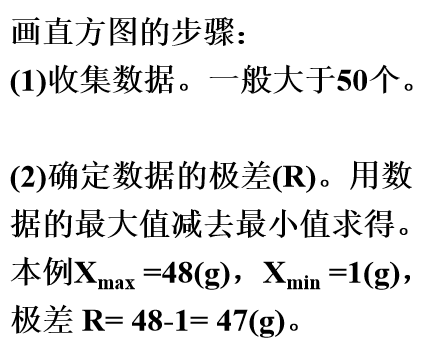 画直方图的步骤：
(1)收集数据。一般大于50个。
(2)确定数据的极差(R)。用数
据的最大值减去最小值求得。
本例Xmax =48(g)，Xmin =1(g)，
极差 R= 48-1= 47(g)。